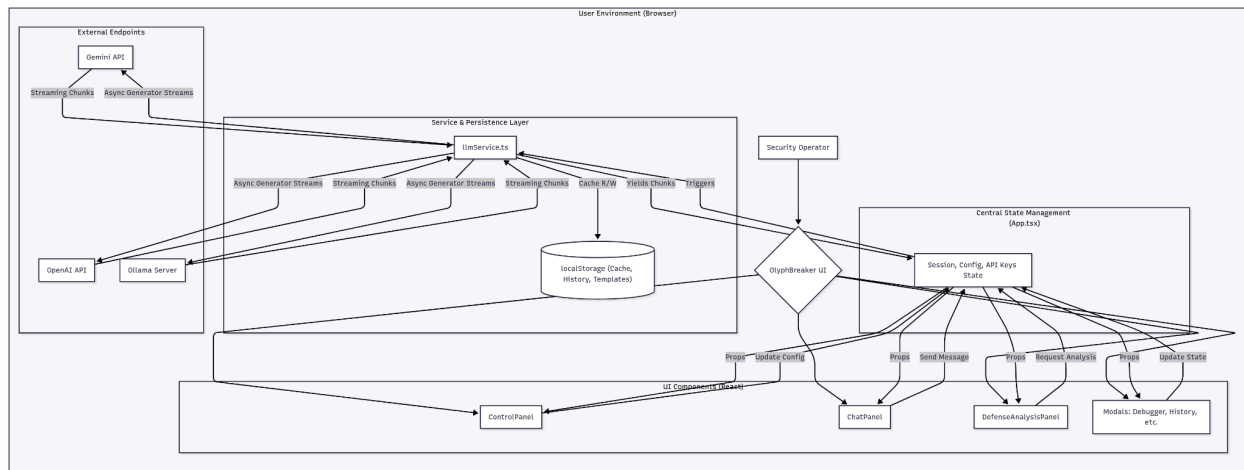 User Environment (Browser)
External Endpoints
Gemini API
Streaming Chunks
Async Generator Streams
Service & Persistence Layer
llmService.ts
Security Operator
Async Generator Streams
Streaming Chunks
Async Generator Streams
Streaming Chunks
Cache R/W
Yields Chunks
Triggers
Central State Management
(App.tsx)
OpenAI API
Ollama Server
localStorage (Cache,
History, Templates)
GlyphBreaker UI
Session, Config, API Keys
State
Props
Update Config
Props
Send Message
Props
Request Analysis
Props
Update State
UI Components (React)
ControlPanel
ChatPanel
DefenseAnalysisPanel
Modals: Debugger, History,
etc.